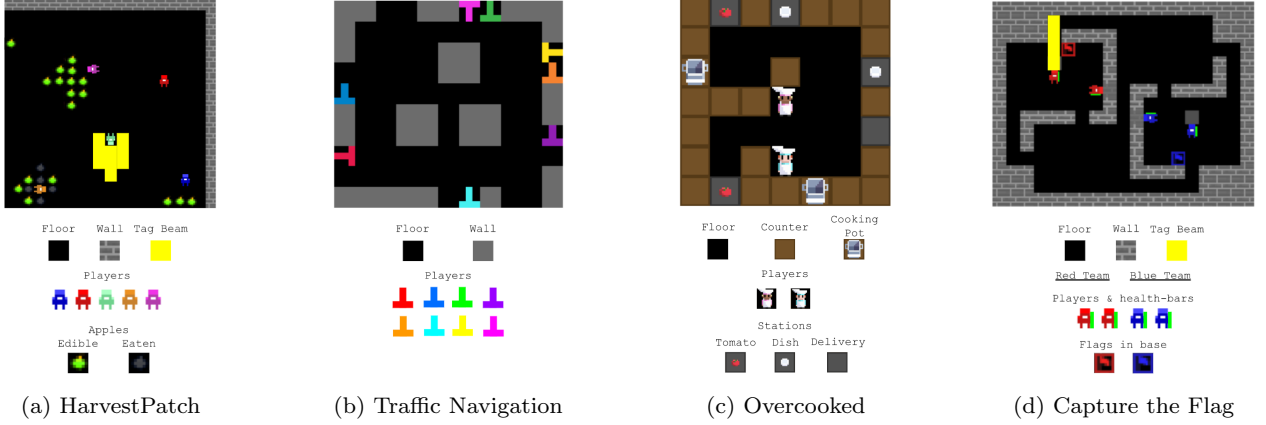 Floor Wall Tag Beam
Players
Apples
Edible Eaten
(a) HarvestPatch
Floor Wall
Players
(b) Traffic Navigation
Floor Counter Cooking
Pot
Players
Stations
Tomato Dish Delivery
(c) Overcooked
Floor Wall Tag Beam
Red Team Blue Team
Players & health-bars
Flags in base
(d) Capture the Flag